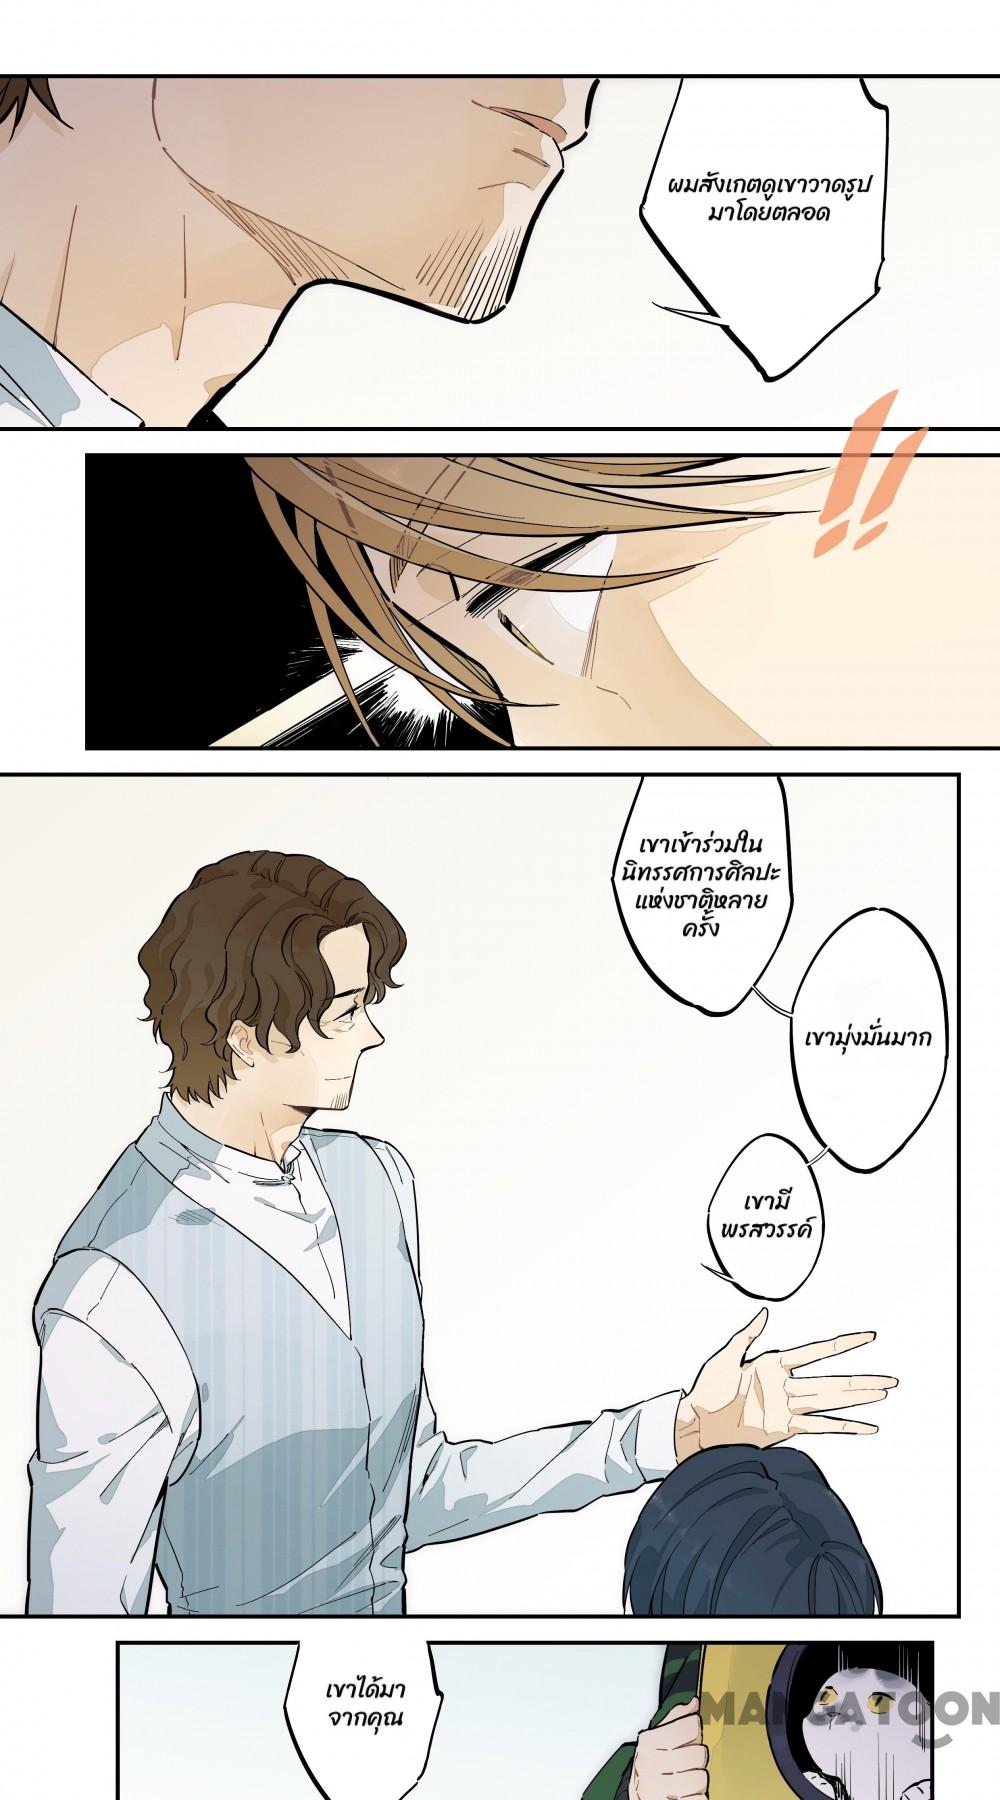 ผมสังเกตดูเขาวาดรูป
มาโดยตลอด
!!
เขาเข้าร่วมใน
นิทรรศการศิลปะ
แห่งชาติหลาย
ครั้ง
เขามุ่งมั่นมาก
เขามี
พรสวรรค์
เขาได้มา
จากคุณ
MANGATOON